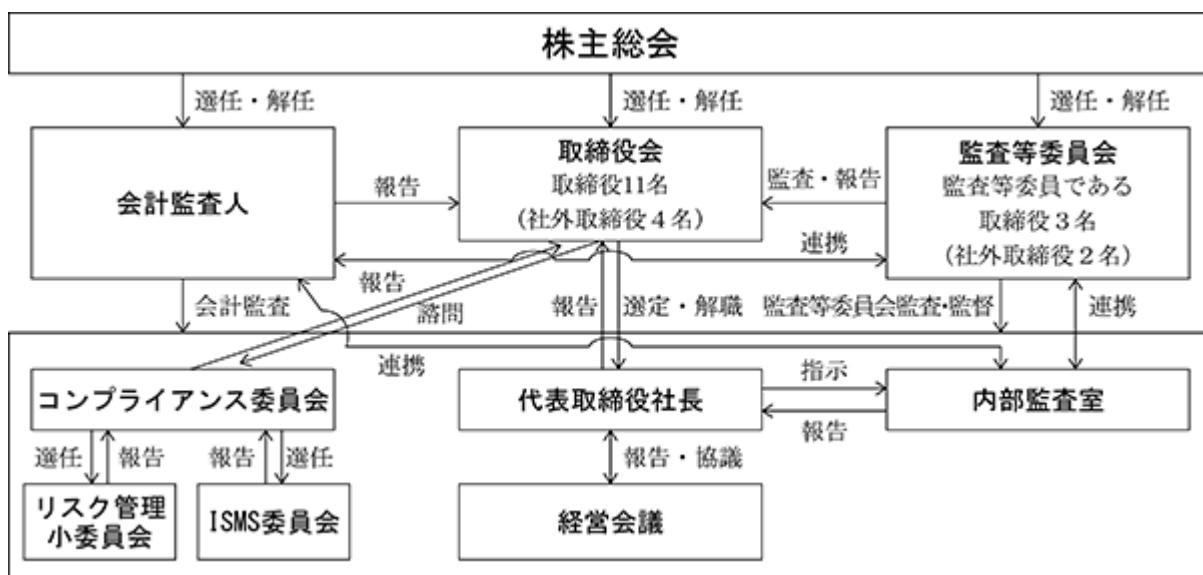 株主総会
選任・解任
選任・解任
選任・解任
会計監査人
報告
取締役会
取締役11名
(社外取締役４名)
監査・報告
監査等委員会
監査等委員である
取締役３名
(社外取締役２名)
連携
会計監査
報告
諮問
報告
選定・解職
監査等委員会監査・監督
連携
連携
コンプライアンス委員会
代表取締役社長
指示
報告
内部監査室
選任
報告
報告
選任
報告・協議
リスク管理
小委員会
ISMS委員会
経営会議